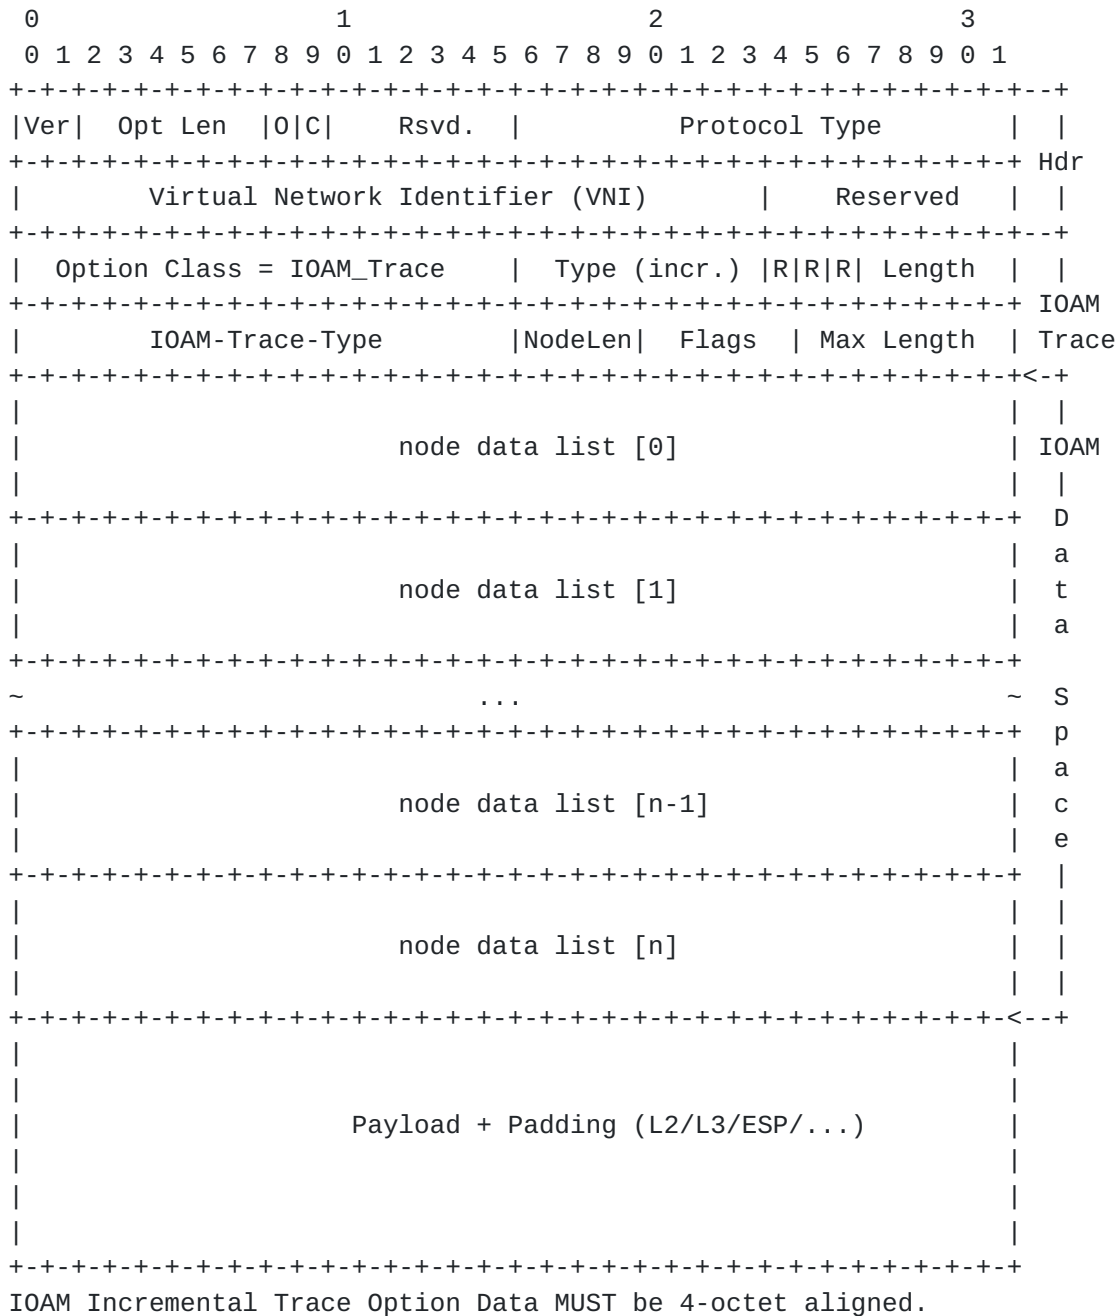 0                   1                   2                   3
 0 1 2 3 4 5 6 7 8 9 0 1 2 3 4 5 6 7 8 9 0 1 2 3 4 5 6 7 8 9 0 1
+-+-+-+-+-+-+-+-+-+-+-+-+-+-+-+-+-+-+-+-+-+-+-+-+-+-+-+-+-+-+-+-+--+
|Ver|  Opt Len  |O|C|    Rsvd.  |          Protocol Type        |  |
+-+-+-+-+-+-+-+-+-+-+-+-+-+-+-+-+-+-+-+-+-+-+-+-+-+-+-+-+-+-+-+-+ Hdr
|        Virtual Network Identifier (VNI)       |    Reserved   |  |
+-+-+-+-+-+-+-+-+-+-+-+-+-+-+-+-+-+-+-+-+-+-+-+-+-+-+-+-+-+-+-+-+--+
|  Option Class = IOAM_Trace    |  Type (incr.) |R|R|R| Length  |  |
+-+-+-+-+-+-+-+-+-+-+-+-+-+-+-+-+-+-+-+-+-+-+-+-+-+-+-+-+-+-+-+-+ IOAM
|        IOAM-Trace-Type        |NodeLen|  Flags  | Max Length  | Trace
+-+-+-+-+-+-+-+-+-+-+-+-+-+-+-+-+-+-+-+-+-+-+-+-+-+-+-+-+-+-+-+-+<-+
|                                                               |  |
|                        node data list [0]                     | IOAM
|                                                               |  |
+-+-+-+-+-+-+-+-+-+-+-+-+-+-+-+-+-+-+-+-+-+-+-+-+-+-+-+-+-+-+-+-+  D
|                                                               |  a
|                        node data list [1]                     |  t
|                                                               |  a
+-+-+-+-+-+-+-+-+-+-+-+-+-+-+-+-+-+-+-+-+-+-+-+-+-+-+-+-+-+-+-+-+
~                             ...                               ~  S
+-+-+-+-+-+-+-+-+-+-+-+-+-+-+-+-+-+-+-+-+-+-+-+-+-+-+-+-+-+-+-+-+  p
|                                                               |  a
|                        node data list [n-1]                   |  c
|                                                               |  e
+-+-+-+-+-+-+-+-+-+-+-+-+-+-+-+-+-+-+-+-+-+-+-+-+-+-+-+-+-+-+-+-+  |
|                                                               |  |
|                        node data list [n]                     |  |
|                                                               |  |
+-+-+-+-+-+-+-+-+-+-+-+-+-+-+-+-+-+-+-+-+-+-+-+-+-+-+-+-+-+-+-+-<--+
|                                                               |
|                                                               |
|                     Payload + Padding (L2/L3/ESP/...)         |
|                                                               |
|                                                               |
|                                                               |
+-+-+-+-+-+-+-+-+-+-+-+-+-+-+-+-+-+-+-+-+-+-+-+-+-+-+-+-+-+-+-+-+
IOAM Incremental Trace Option Data MUST be 4-octet aligned.